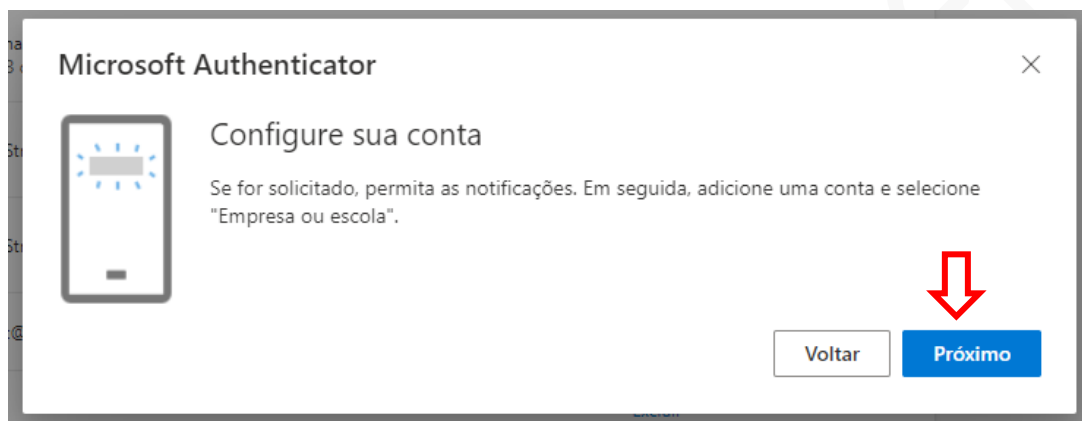 Microsoft Authenticator
Configure sua conta
Se for solicitado, permita as notificações. Em seguida, adicione uma conta e selecione
"Empresa ou escola".
Voltar
Próximo